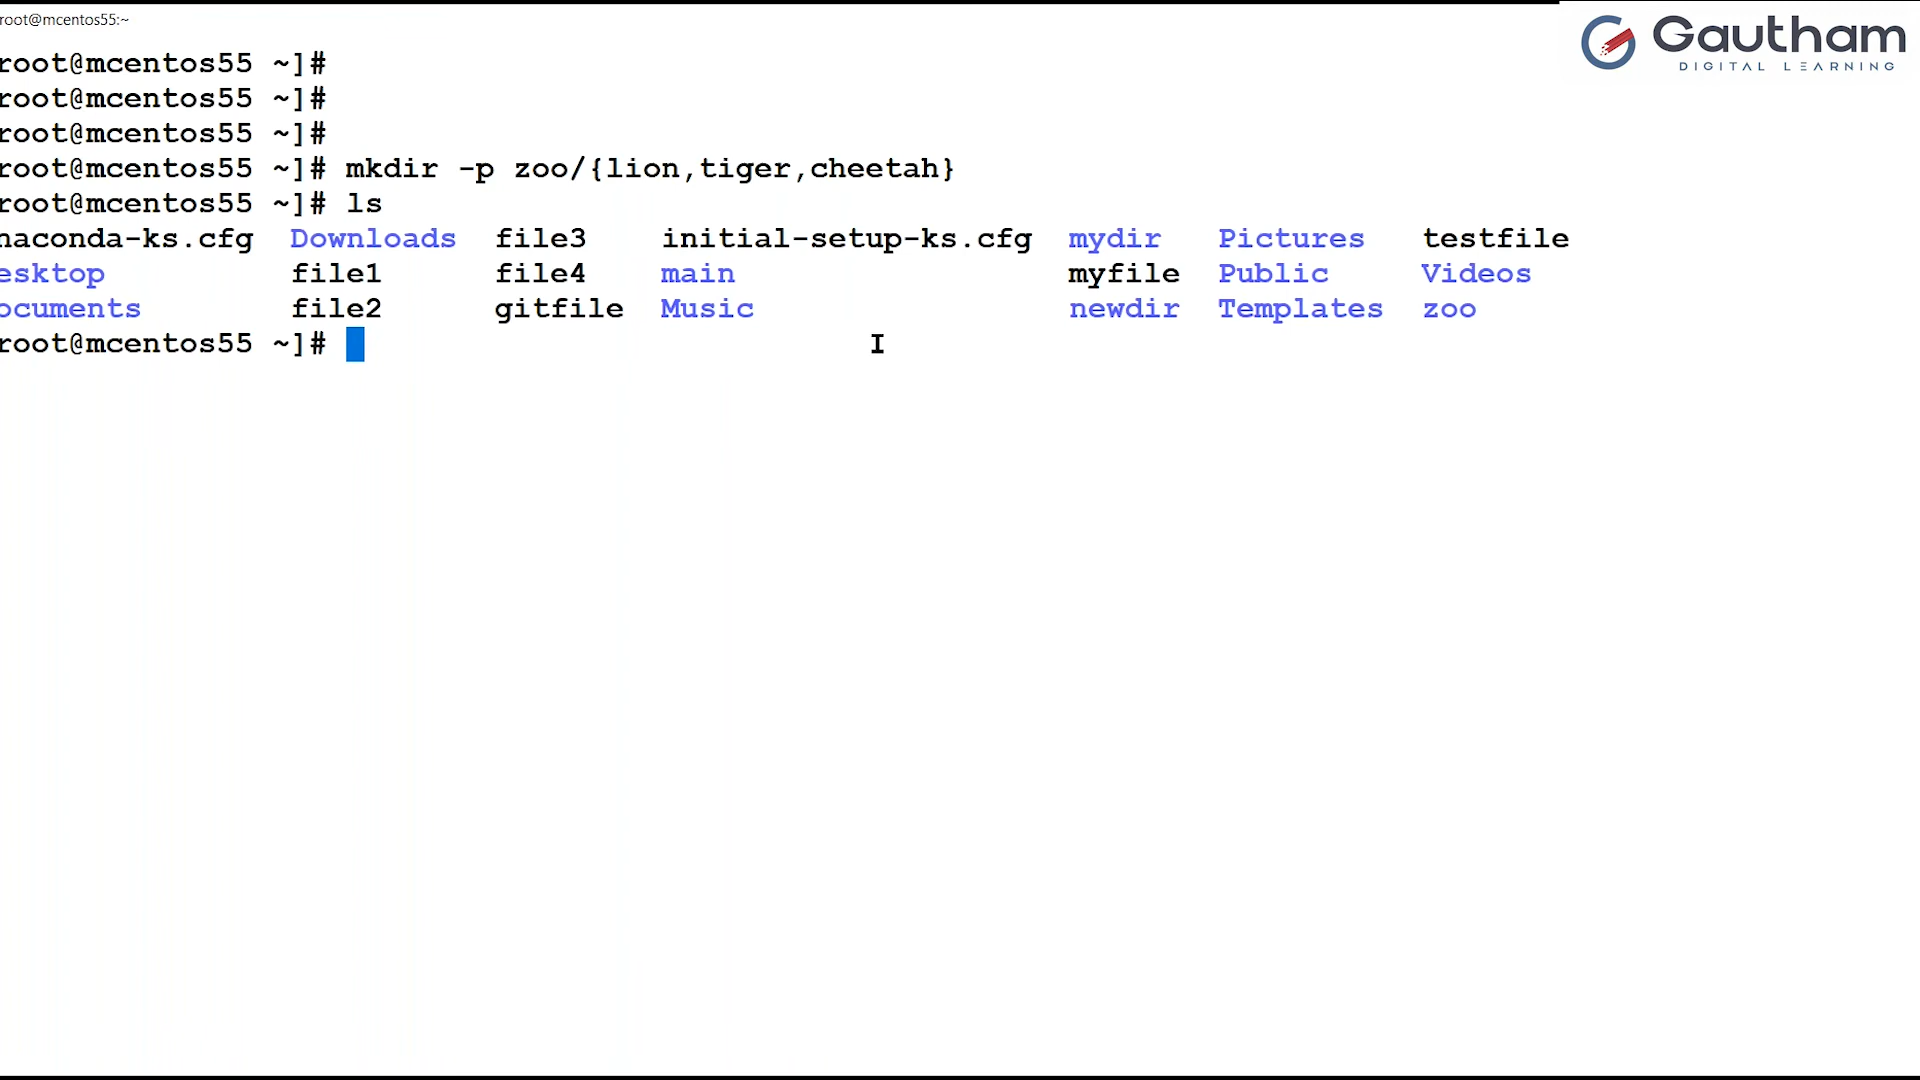 root@mcentos55:~
Gautham
DIGITAL LEARNING
root@mcentos55 ~]#
root@mcentos55 ~]#
root@mcentos55 ~]#
root@mcentos55 ~]# mkdir -p zoo/{lion,tiger,cheetah}
root@mcentos55 ~]# ls
naconda-ks.cfg Downloads file3 initial-setup-ks.cfg mydir Pictures testfile
esktop file1 file4 main myfile Public Videos
ocuments file2 gitfile Music newdir Templates zoo
root@mcentos55 ~]#